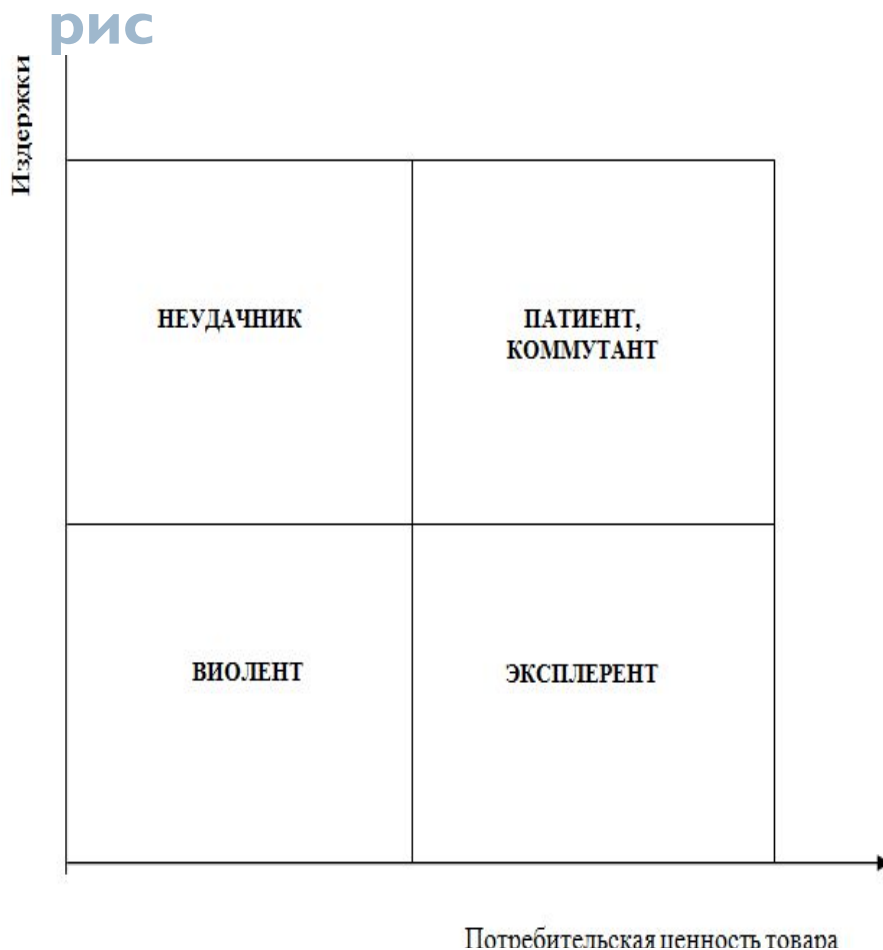 рис
Издержки
НЕУДАЧНИК
ПАТИЕНТ,
КОММУТАНТ
ВИОЛЕНТ
ЭКСПЛЕРЕНТ
Потребительская ценность товара